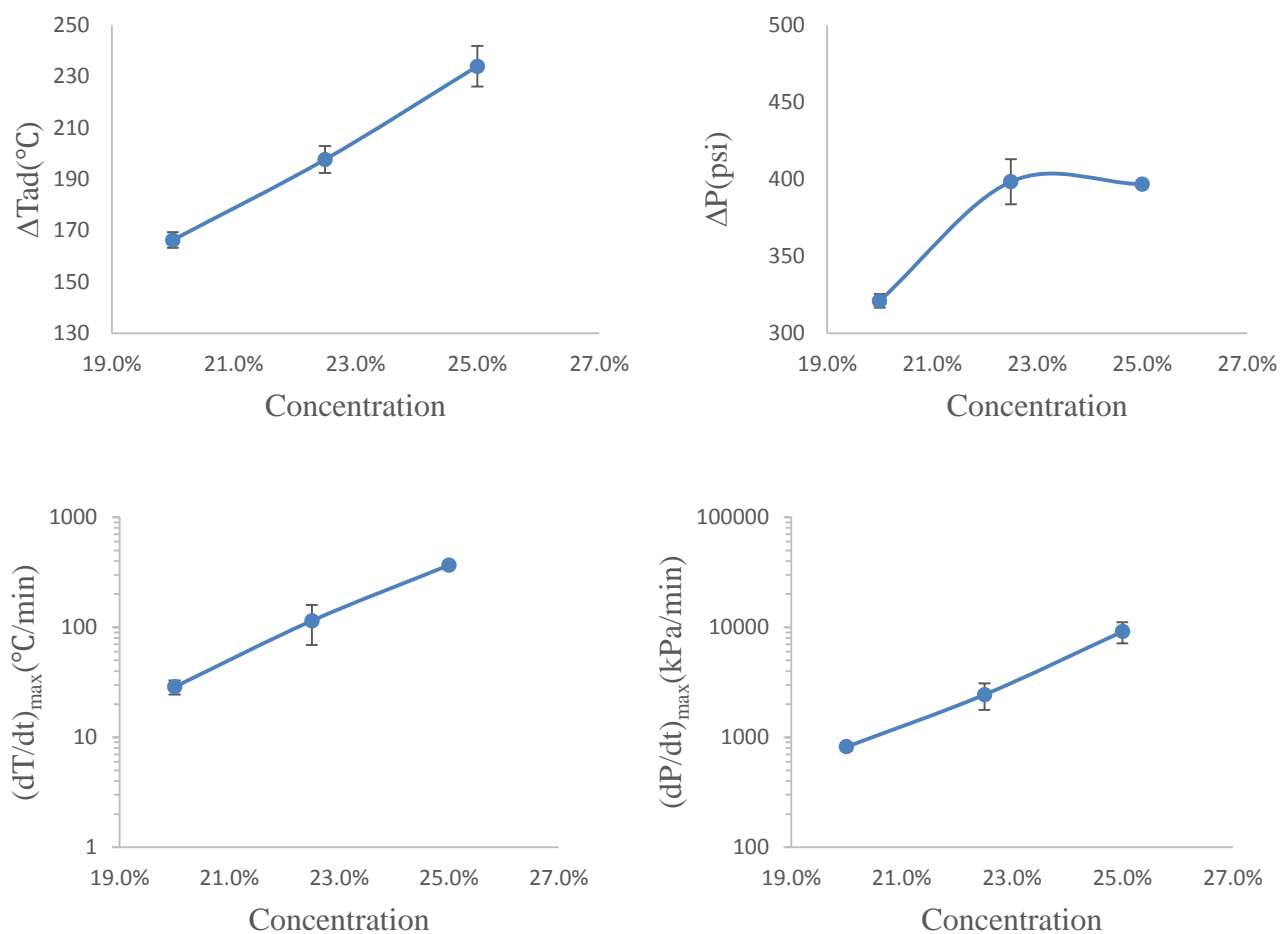 250
230
210
190
170
150
130
ΔTad(°C)
19.0% 21.0% 23.0% 25.0% 27.0%
Concentration
500
450
400
350
300
ΔP(psi)
19.0% 21.0% 23.0% 25.0% 27.0%
Concentration
1000
100
10
1
(dT/dt)max(°C/min)
19.0% 21.0% 23.0% 25.0% 27.0%
Concentration
100000
10000
1000
100
(dP/dt)max(kPa/min)
19.0% 21.0% 23.0% 25.0% 27.0%
Concentration